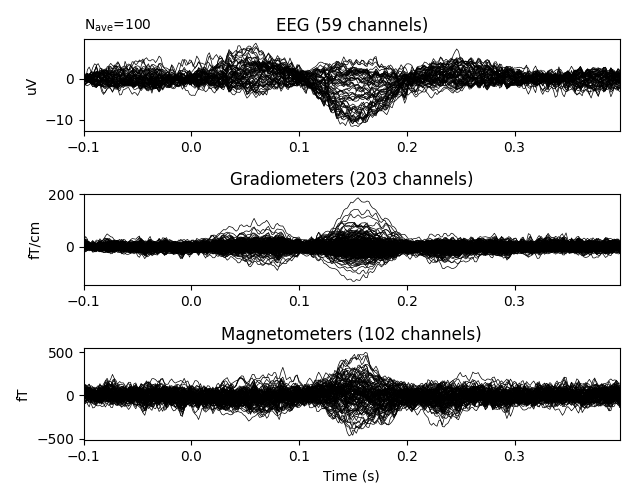 N_ave=100
EEG (59 channels)
0
−10
uV
−0.1 0.0 0.1 0.2 0.3
Gradiometers (203 channels)
200
0
fT/cm
−0.1 0.0 0.1 0.2 0.3
Magnetometers (102 channels)
500
0
−500
fT
−0.1 0.0 0.1 0.2 0.3
Time (s)